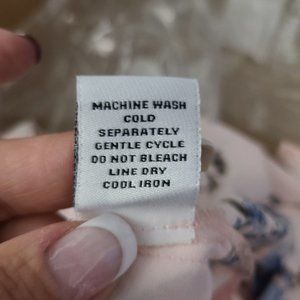 MACHINE WASH
COLD
SEPARATELY
GENTLE CYCLE
DO NOT BLEACH
LINE DRY
COOL IRON